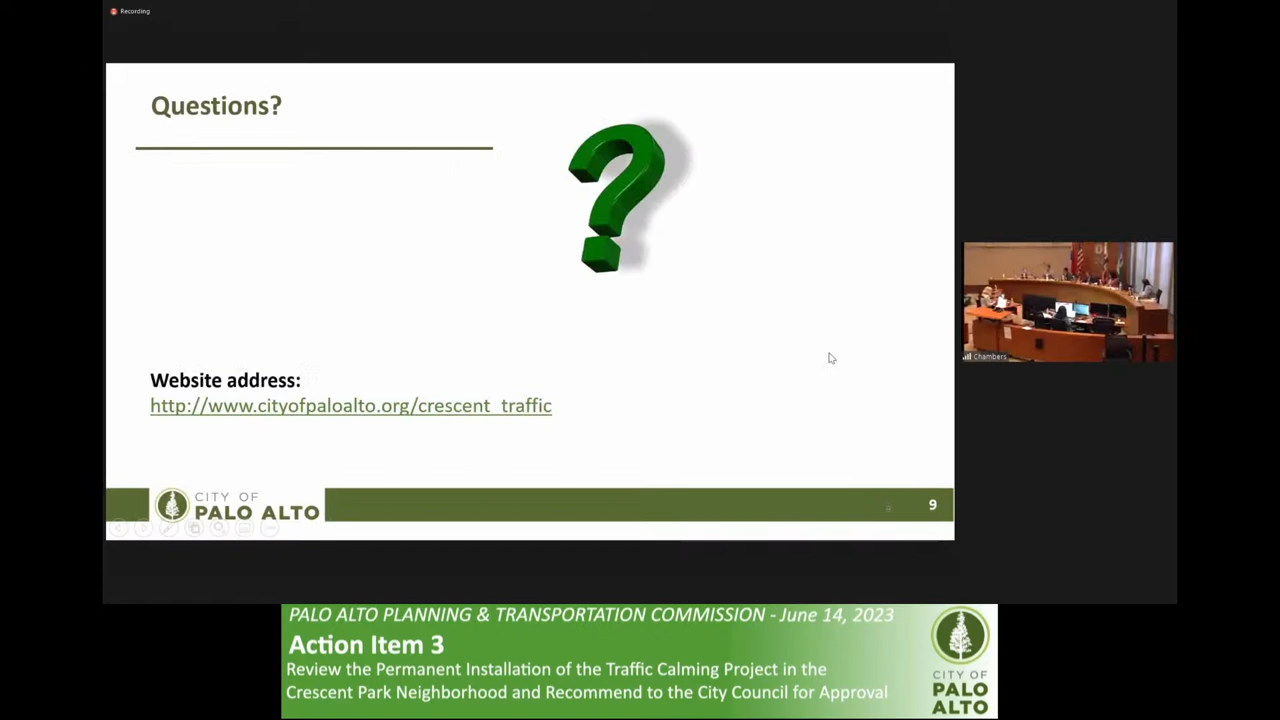 Recording
Questions?
Website address:
http://www.cityofpaloalto.org/crescent_traffic
CITY OF
PALO ALTO
9
Chambers
PALO ALTO PLANNING & TRANSPORTATION COMMISSION - June 14, 2023
Action Item 3
Review the Permanent Installation of the Traffic Calming Project in the
Crescent Park Neighborhood and Recommend to the City Council for Approval
CITY OF
PALO
ALTO